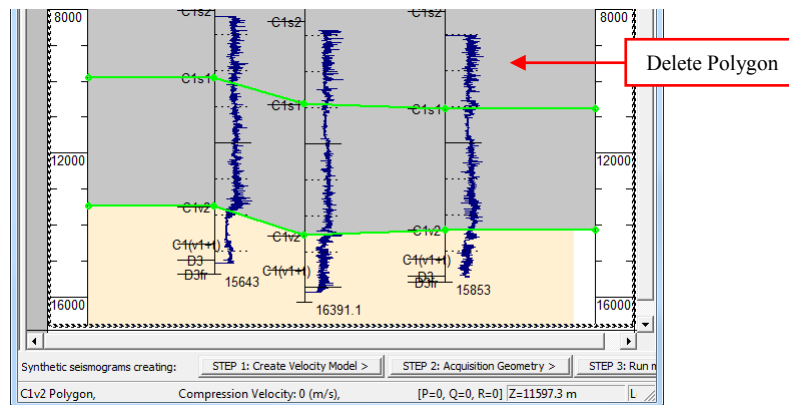 8000
C1s2
C1s2
C1s2
Delete Polygon
C1s1
C1s1
C1s1
12000
12000
C1v2
C1v2
C1v2
C1(v1+t)
C1(v1+t)
C1(v1+t)
D3
D3
D3fr
D3fr
15643
16391.1
15853
16000
16000
Synthetic seismograms creating:
STEP 1: Create Velocity Model >
STEP 2: Acquisition Geometry >
STEP 3: Run m
C1v2 Polygon,
Compression Velocity: 0 (m/s),
[P=0, Q=0, R=0]
Z=11597.3 m
L
8000